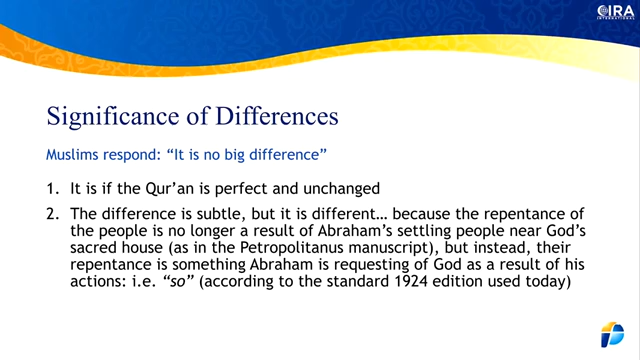 CIRA
INTERNATIONAL
Significance of Differences
Muslims respond: “It is no big difference”
1. It is if the Qur’an is perfect and unchanged
2. The difference is subtle, but it is different… because the repentance of
the people is no longer a result of Abraham’s settling people near God’s
sacred house (as in the Petropolitanus manuscript), but instead, their
repentance is something Abraham is requesting of God as a result of his
actions: i.e. “so” (according to the standard 1924 edition used today)